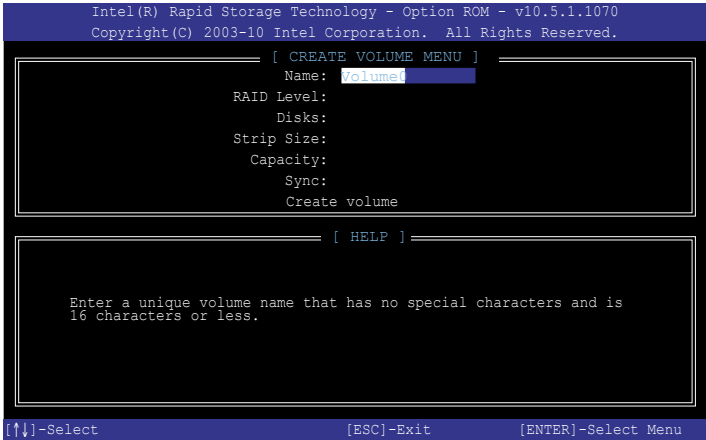 Intel(R) Rapid Storage Technology - Option ROM - v10.5.1.1070
Copyright(C) 2003-10 Intel Corporation.  All Rights Reserved.
[ CREATE VOLUME MENU ]
Name: Volume0
RAID Level:
Disks:
Strip Size:
Capacity:
Sync:
Create volume
[ HELP ]
Enter a unique volume name that has no special characters and is
16 characters or less.
[↑↓]-Select [ESC]-Exit [ENTER]-Select Menu